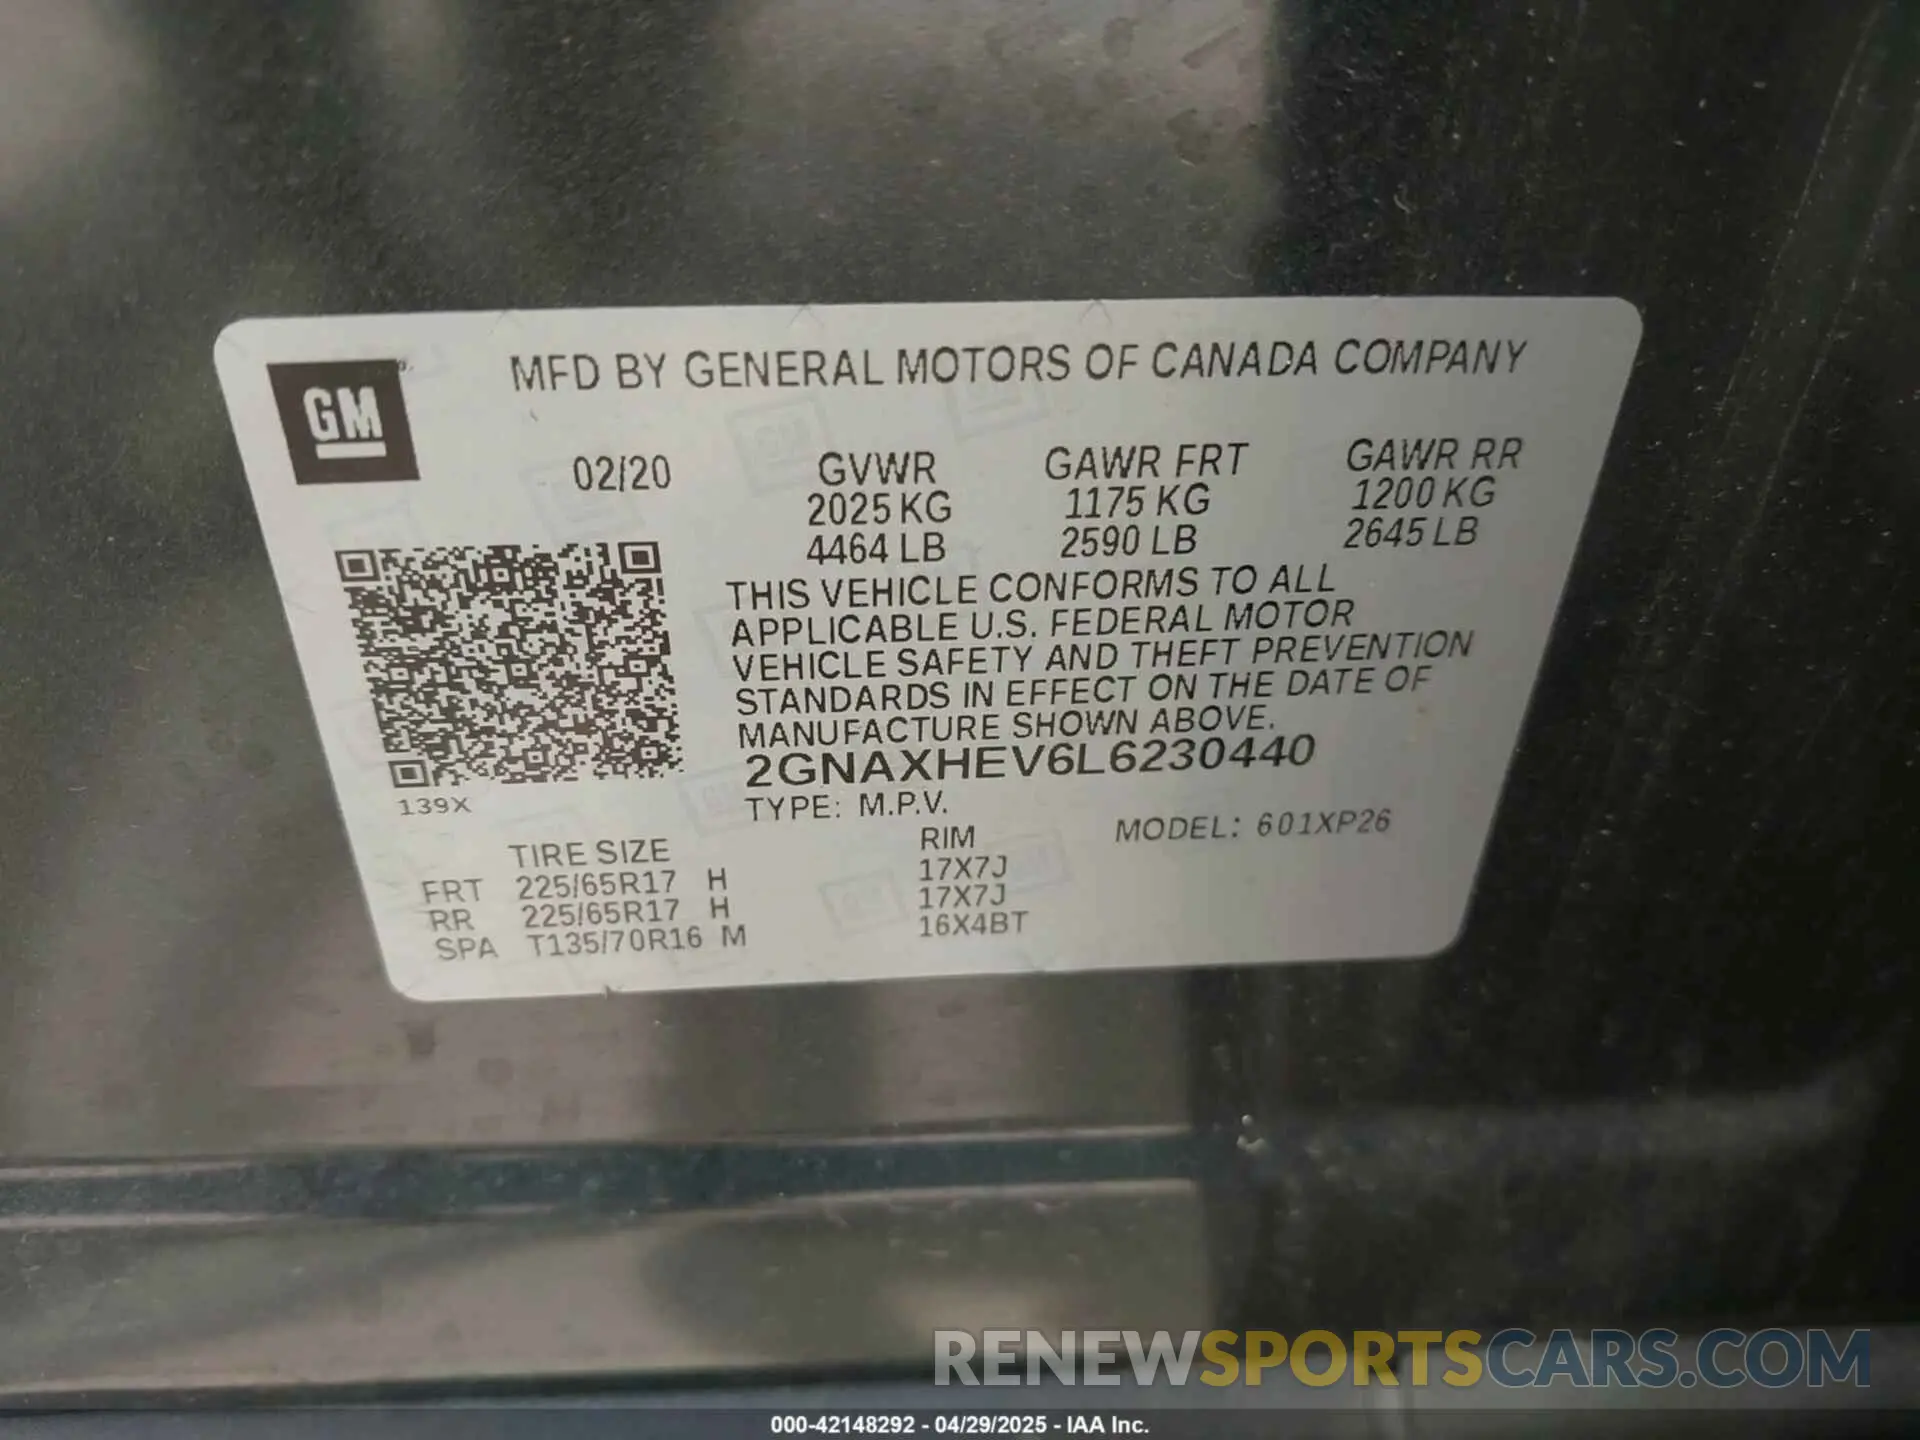 GM
MFD BY GENERAL MOTORS OF CANADA COMPANY
02/20
GVWR
2025 KG
4464 LB
GAWR FRT
1175 KG
2590 LB
GAWR RR
1200 KG
2645 LB
THIS VEHICLE CONFORMS TO ALL
APPLICABLE U.S. FEDERAL MOTOR
VEHICLE SAFETY AND THEFT PREVENTION
STANDARDS IN EFFECT ON THE DATE OF
MANUFACTURE SHOWN ABOVE.
2GNAXHEV6L6230440
139X
TYPE: M.P.V.
MODEL: 601XP26
TIRE SIZE RIM
FRT 225/65R17 H 17X7J
RR 225/65R17 H 17X7J
SPA T135/70R16 M 16X4BT
RENEWSPORTSCARS.COM
000-42148292 - 04/29/2025 - IAA Inc.